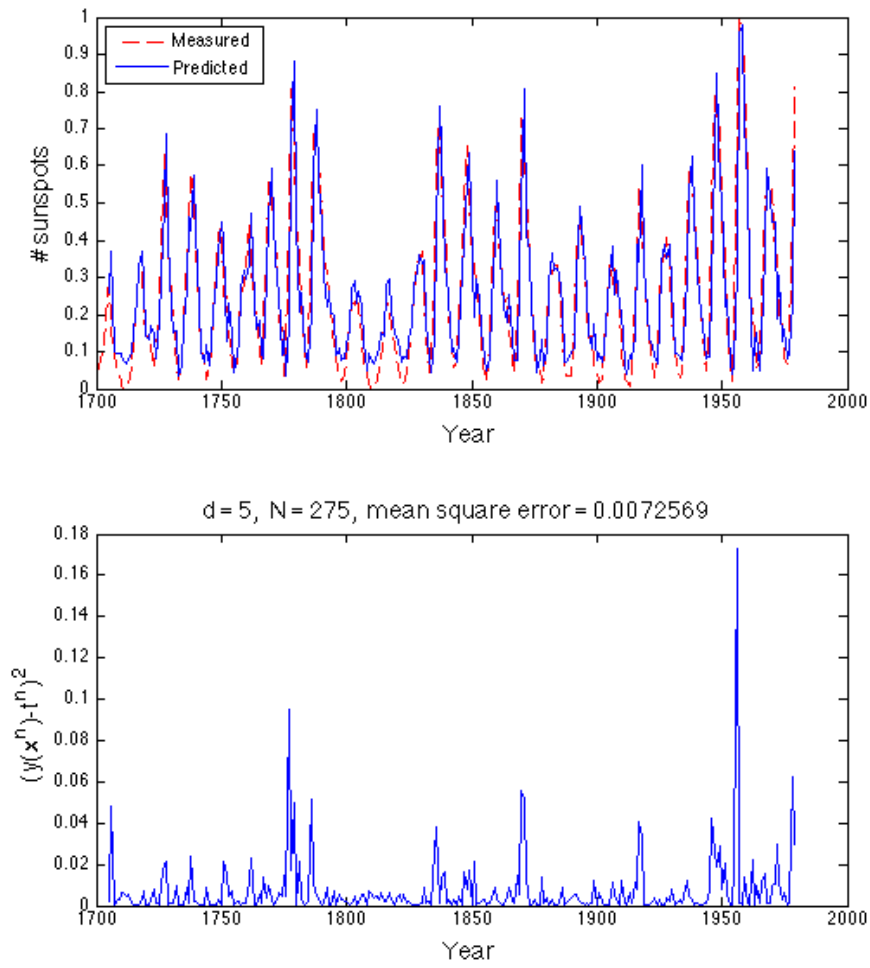 1
0.9
0.8
0.7
0.6
0.5
0.4
0.3
0.2
0.1
0
# sunspots
Measured
Predicted
1700 1750 1800 1850 1900 1950 2000
Year
d = 5, N = 275, mean square error = 0.0072569
0.18
0.16
0.14
0.12
0.1
0.08
0.06
0.04
0.02
0
(y(xⁿ)-tⁿ)²
1700 1750 1800 1850 1900 1950 2000
Year